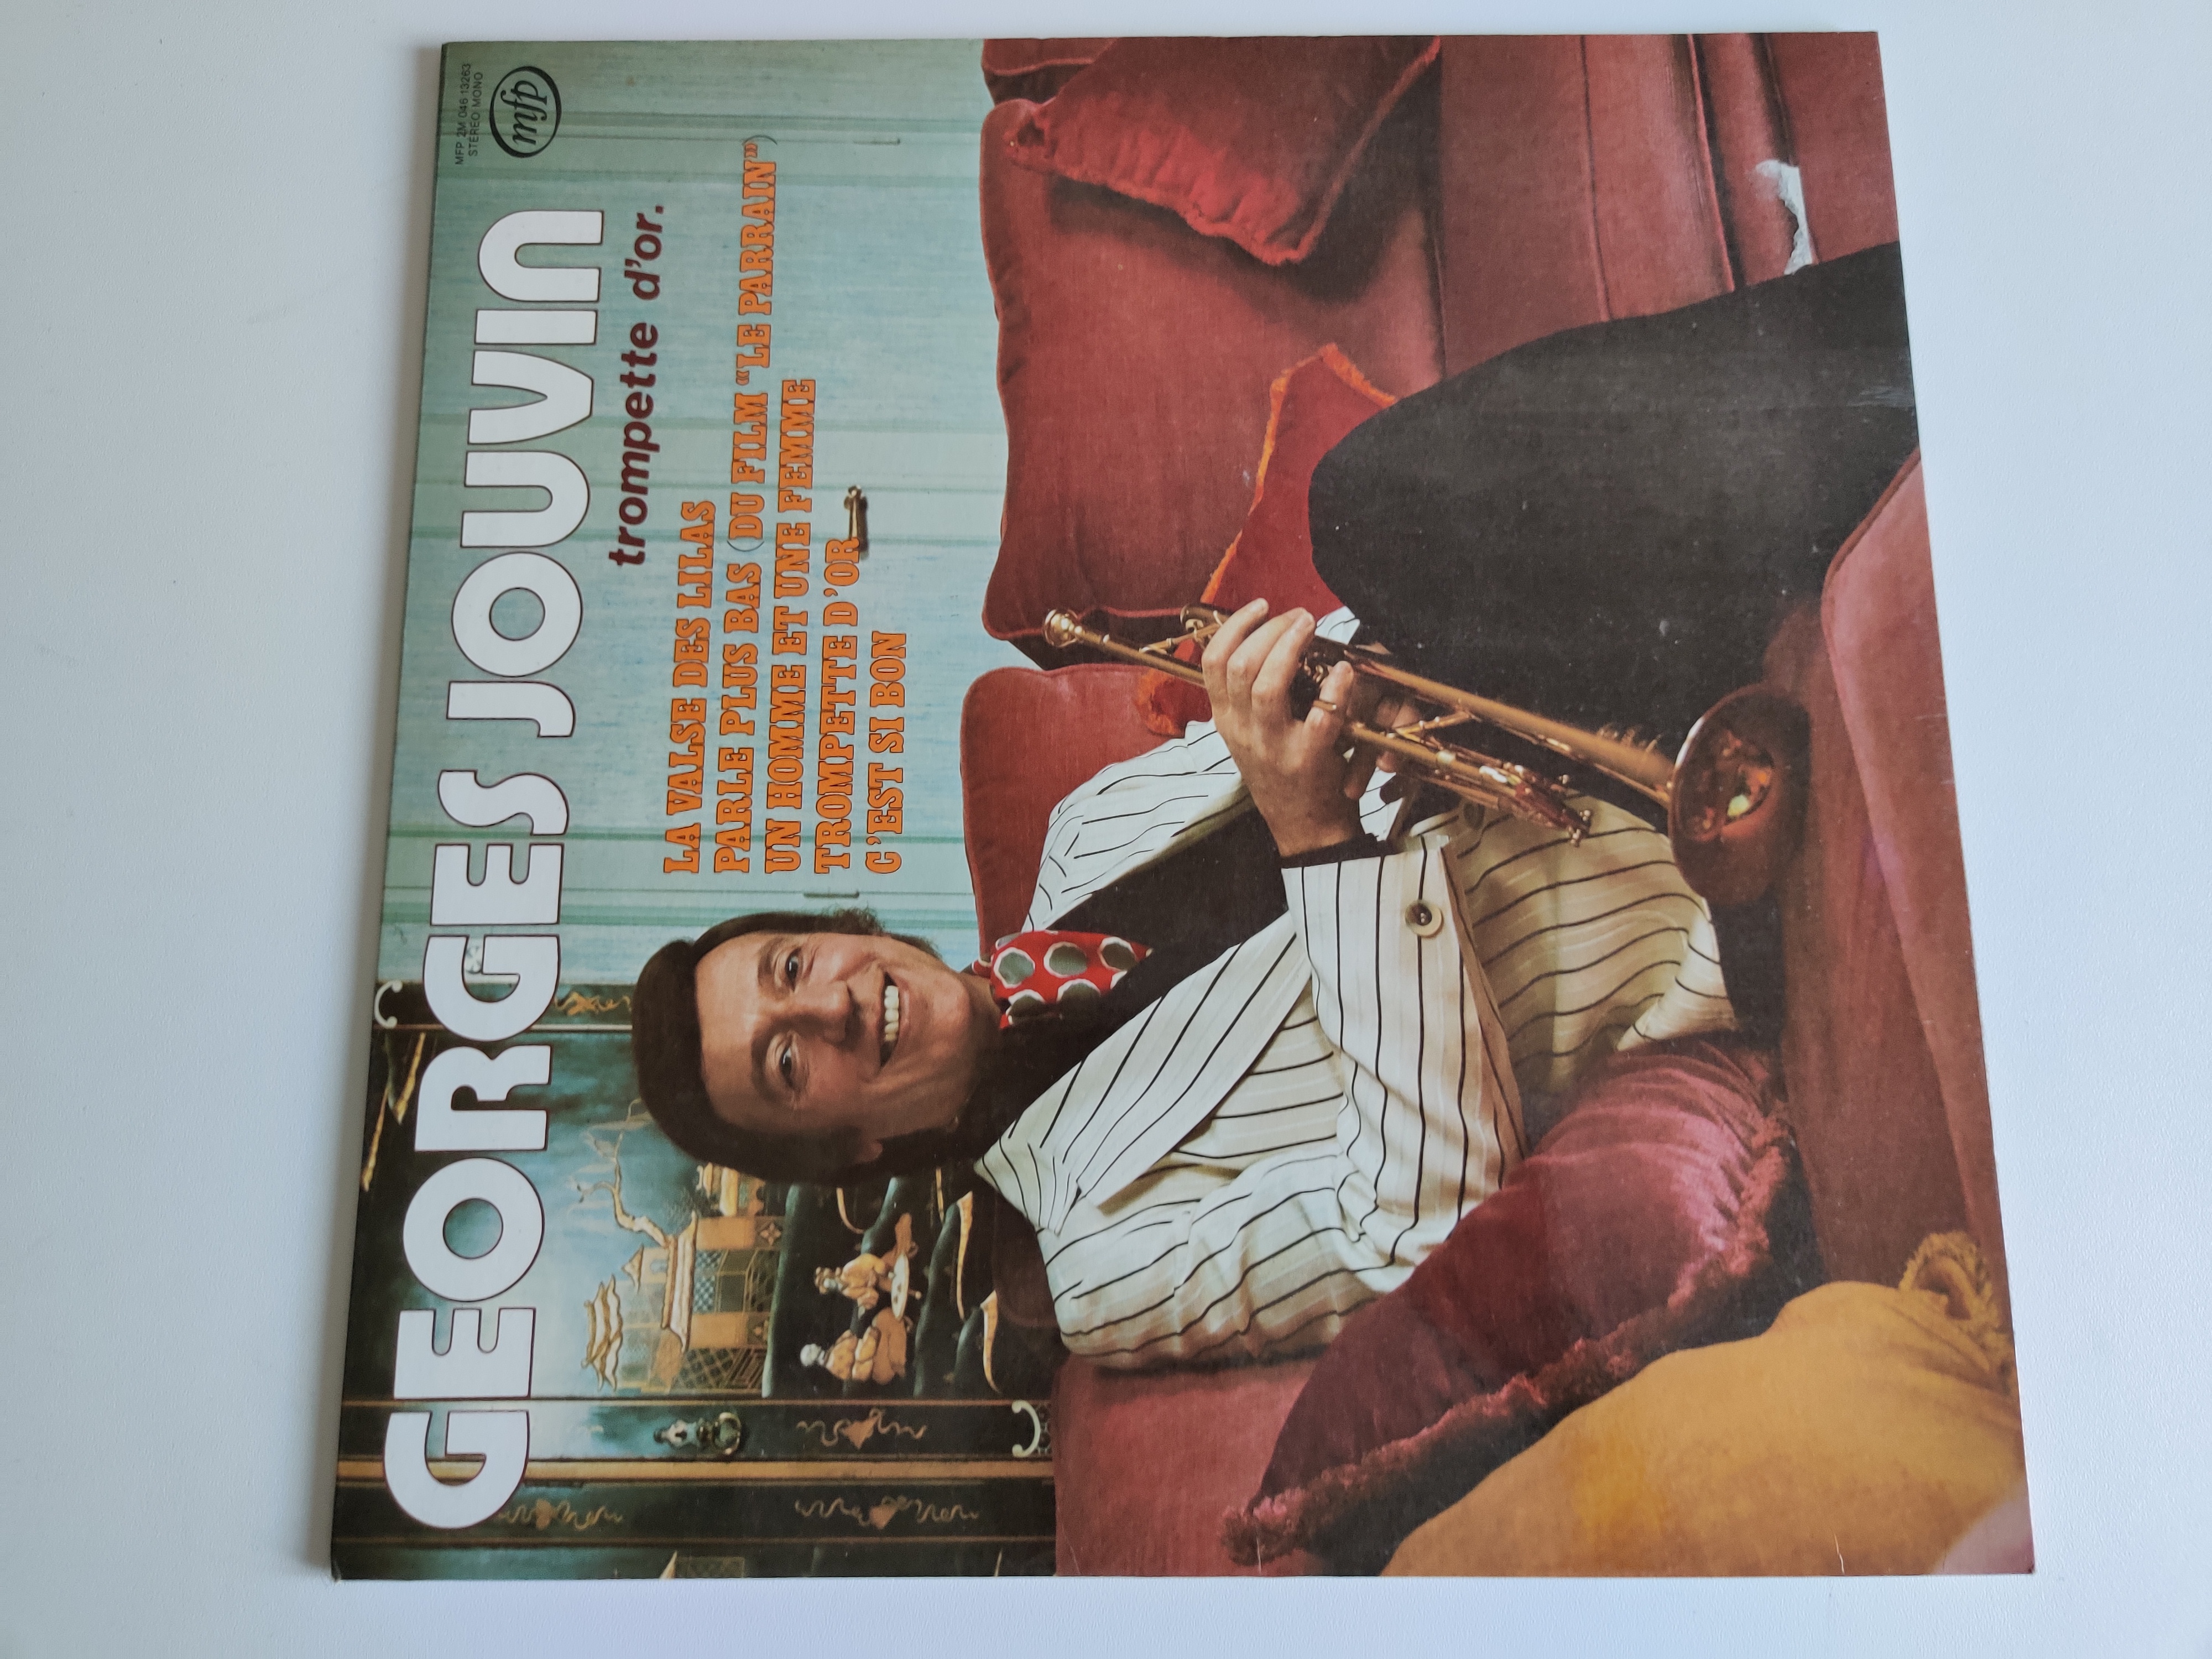 GEORGES JOUVIN
MFP 2M 046 13263
STEREO MONO
mfp
trompette d'or.
LA VALSE DES LILAS
PARLE PLUS BAS (DU FILM "LE PARRAIN")
UN HOMME ET UNE FEMME
TROMPETTE D'OR
C'EST SI BON